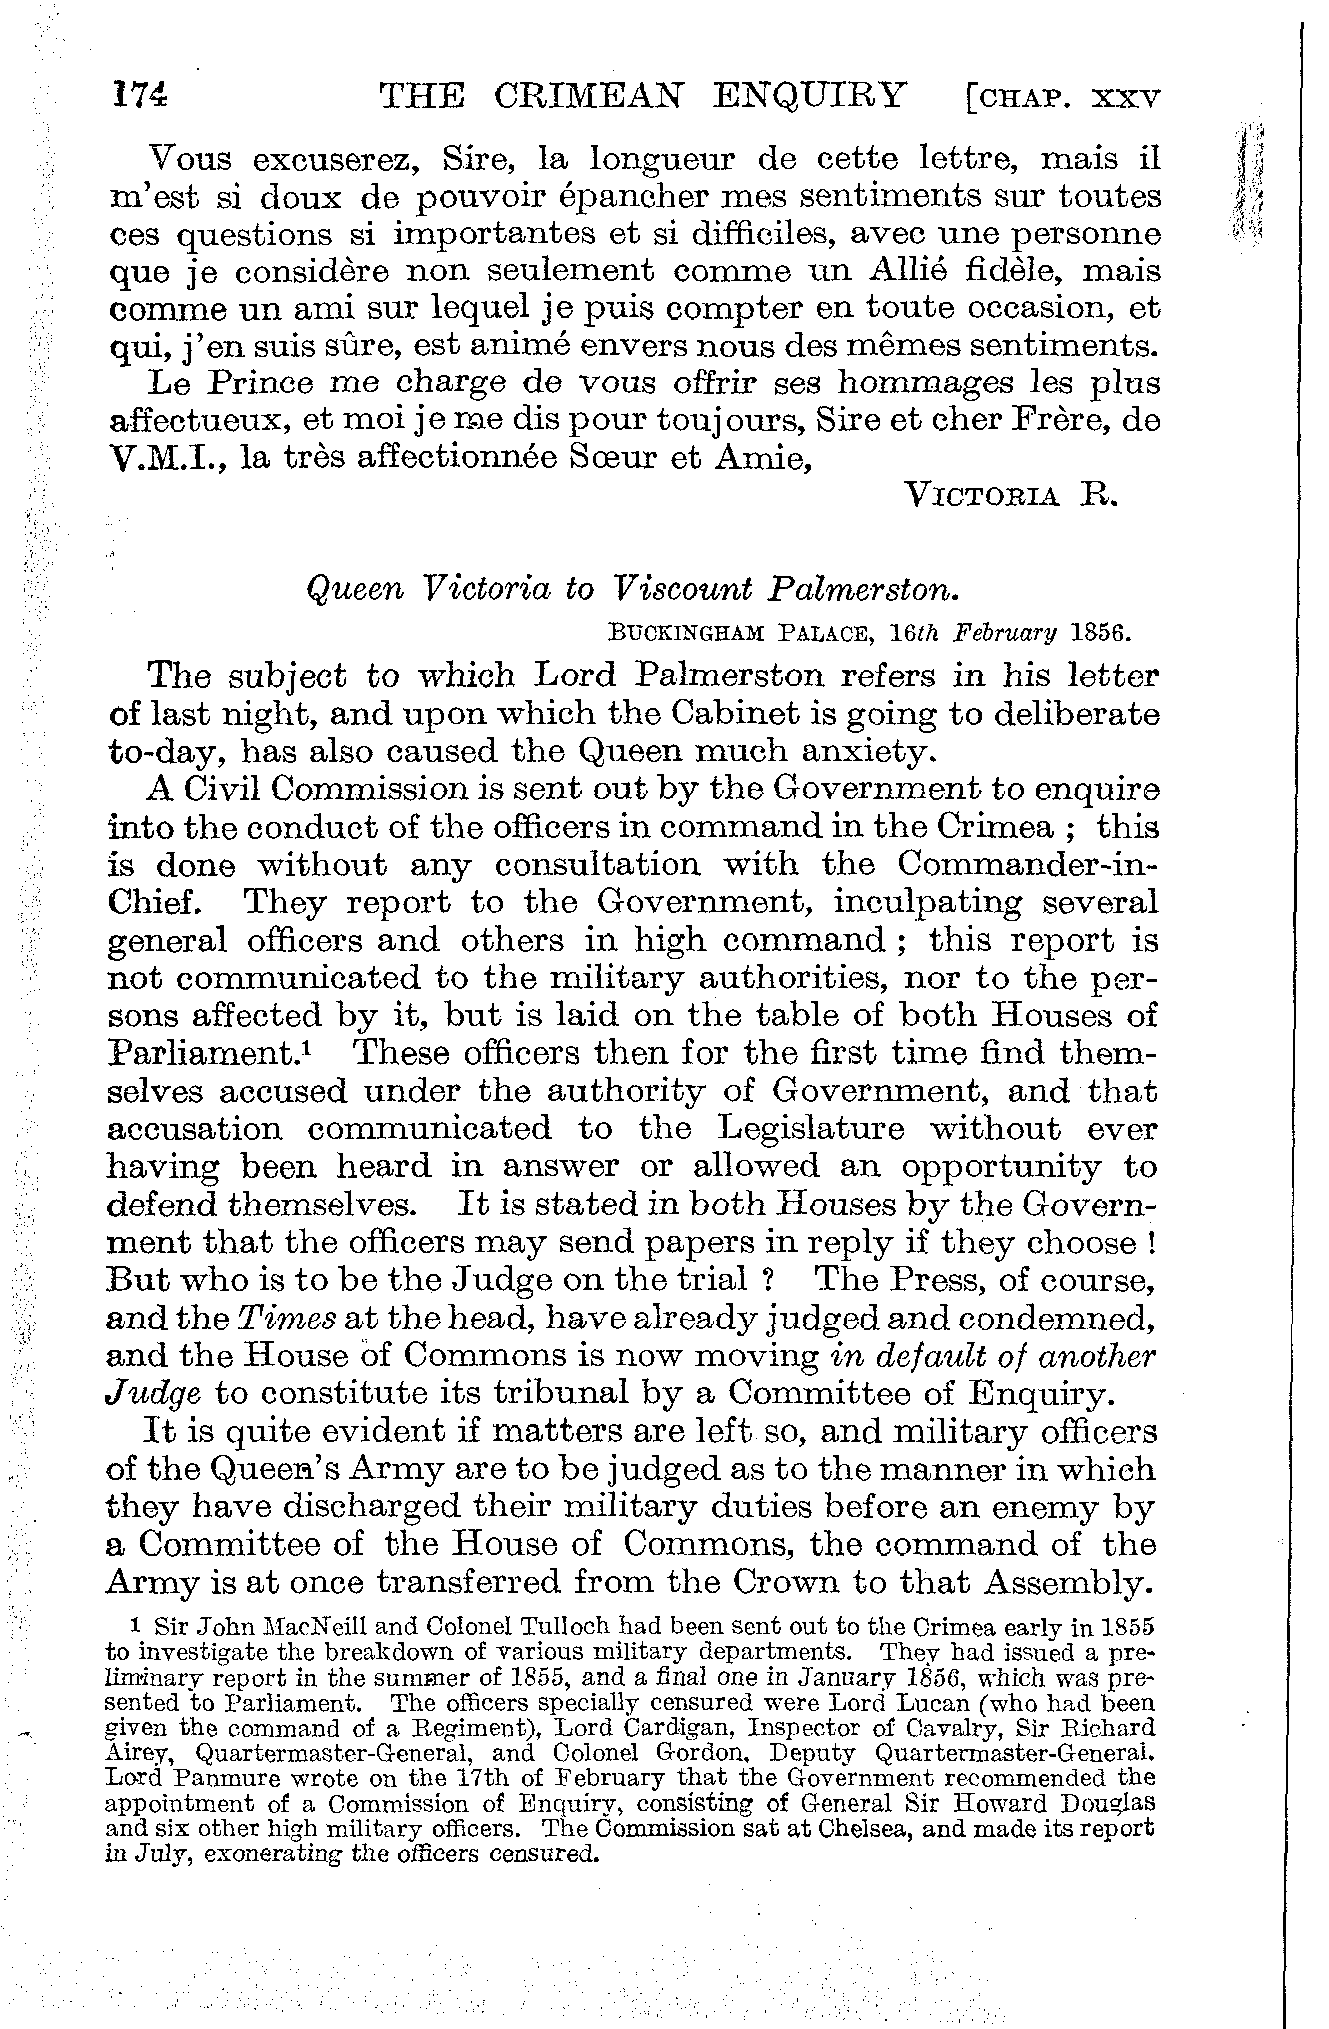 174 THE CRIMEAN ENQUIRY [CHAP. XXV
Vous excuserez, Sire, la longueur de cette lettre, mais il
m'est si doux de pouvoir épancher mes sentiments sur toutes
ces questions si importantes et si difficiles, avec une personne
que je considère non seulement comme un Allié fidèle, mais
comme un ami sur lequel je puis compter en toute occasion, et
qui, j'en suis sûre, est animé envers nous des mêmes sentiments.
Le Prince me charge de vous offrir ses hommages les plus
affectueux, et moi je me dis pour toujours, Sire et cher Frère, de
V.M.I., la très affectionnée Sœur et Amie,
VICTORIA R.
Queen Victoria to Viscount Palmerston.
BUCKINGHAM PALACE, 16th February 1856.
The subject to which Lord Palmerston refers in his letter
of last night, and upon which the Cabinet is going to deliberate
to-day, has also caused the Queen much anxiety.
A Civil Commission is sent out by the Government to enquire
into the conduct of the officers in command in the Crimea ; this
is done without any consultation with the Commander-in-
Chief. They report to the Government, inculpating several
general officers and others in high command ; this report is
not communicated to the military authorities, nor to the per-
sons affected by it, but is laid on the table of both Houses of
Parliament.¹ These officers then for the first time find them-
selves accused under the authority of Government, and that
accusation communicated to the Legislature without ever
having been heard in answer or allowed an opportunity to
defend themselves. It is stated in both Houses by the Govern-
ment that the officers may send papers in reply if they choose !
But who is to be the Judge on the trial ? The Press, of course,
and the Times at the head, have already judged and condemned,
and the House of Commons is now moving in default of another
Judge to constitute its tribunal by a Committee of Enquiry.
It is quite evident if matters are left so, and military officers
of the Queen's Army are to be judged as to the manner in which
they have discharged their military duties before an enemy by
a Committee of the House of Commons, the command of the
Army is at once transferred from the Crown to that Assembly.
1 Sir John MacNeill and Colonel Tulloch had been sent out to the Crimea early in 1855
to investigate the breakdown of various military departments. They had issued a pre-
liminary report in the summer of 1855, and a final one in January 1856, which was pre-
sented to Parliament. The officers specially censured were Lord Lucan (who had been
given the command of a Regiment), Lord Cardigan, Inspector of Cavalry, Sir Richard
Airey, Quartermaster-General, and Colonel Gordon, Deputy Quartermaster-General.
Lord Panmure wrote on the 17th of February that the Government recommended the
appointment of a Commission of Enquiry, consisting of General Sir Howard Douglas
and six other high military officers. The Commission sat at Chelsea, and made its report
in July, exonerating the officers censured.